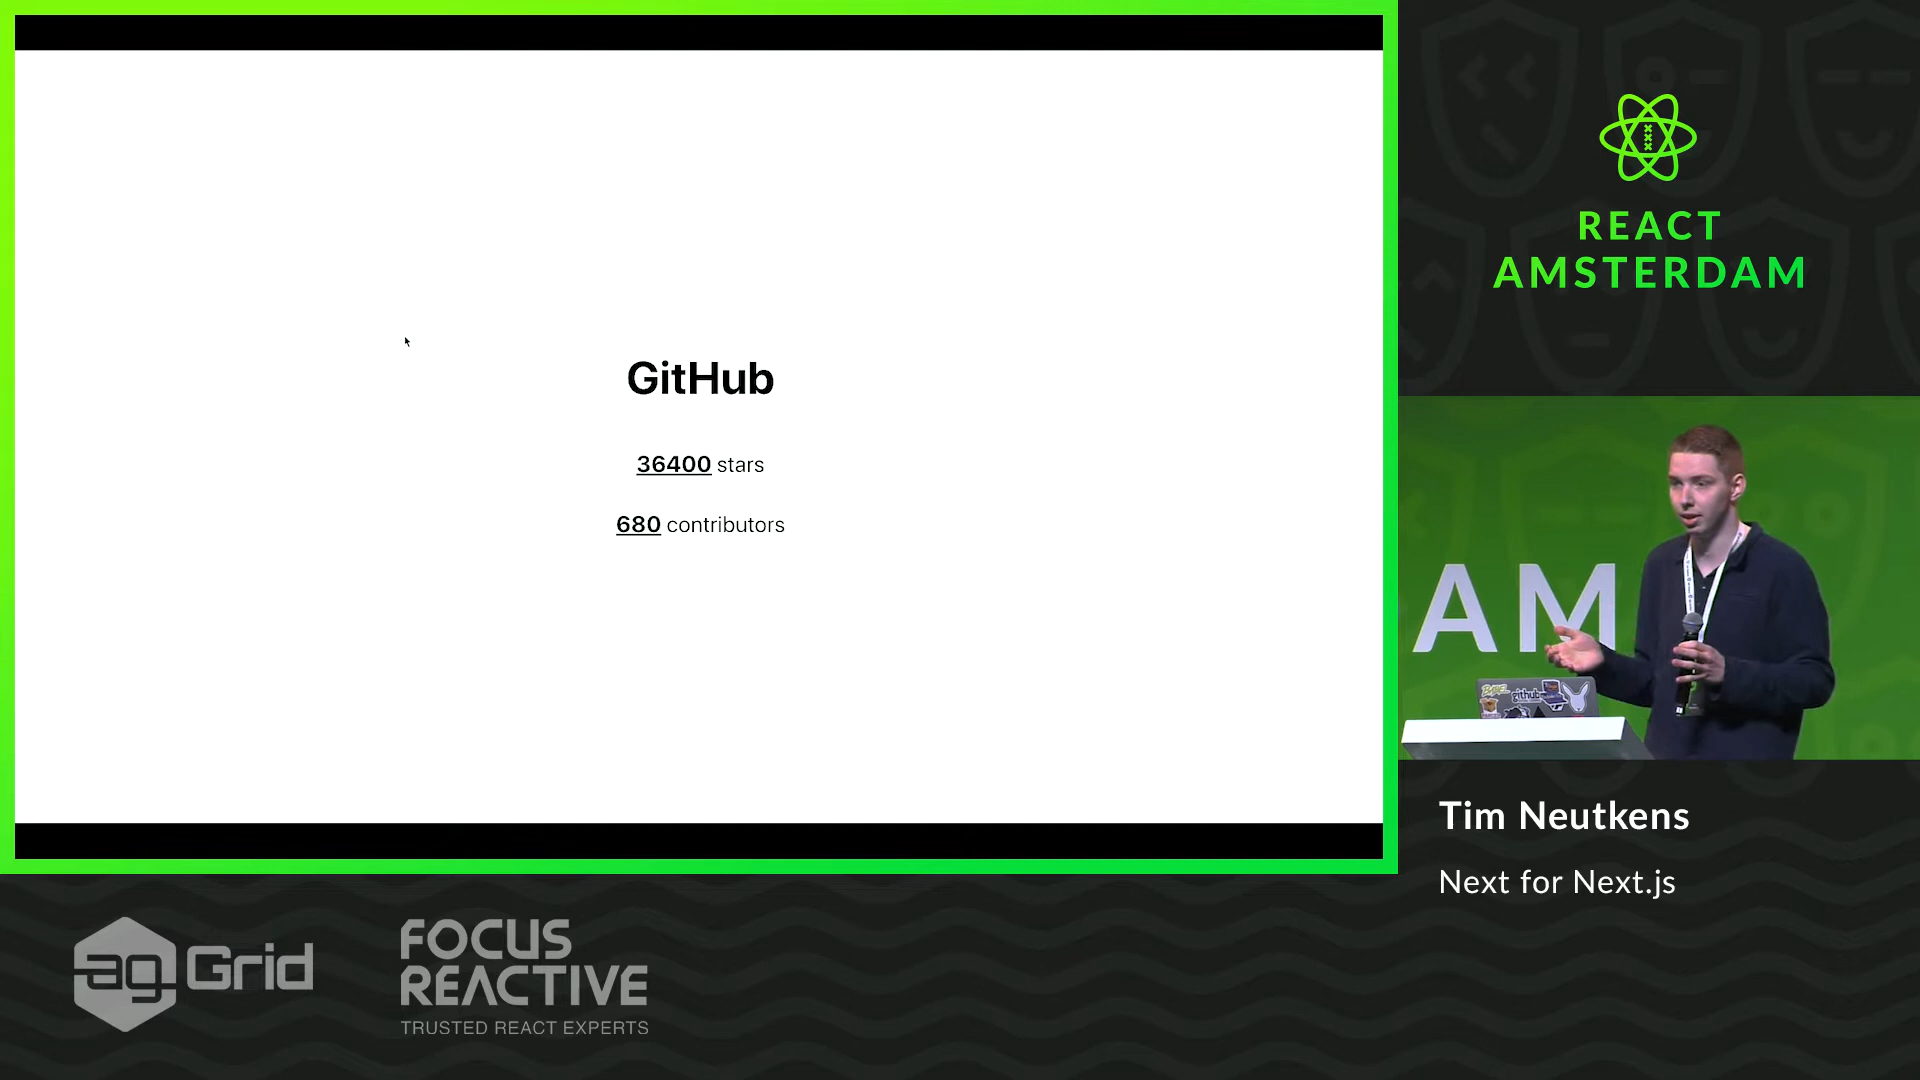 GitHub
36400 stars
680 contributors
REACT
AMSTERDAM
AM
github
Tim Neutkens
Next for Next.js
ag Grid
FOCUS
REACTIVE
TRUSTED REACT EXPERTS